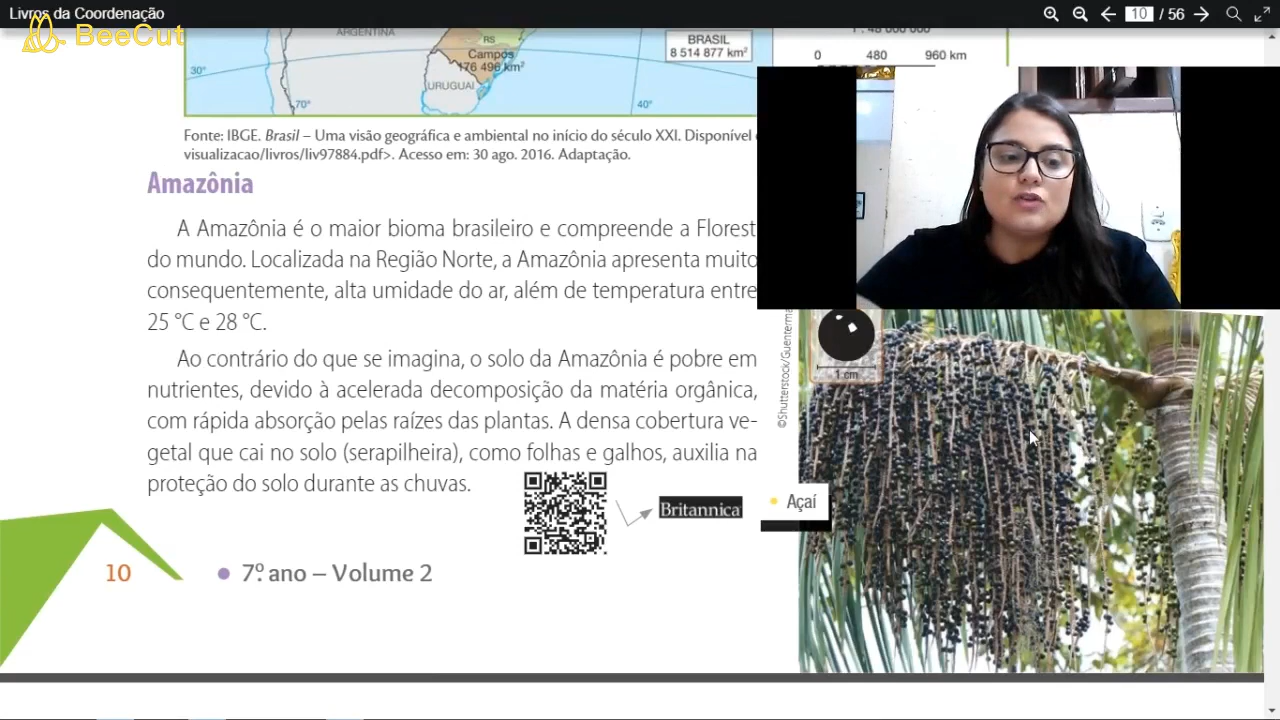 Livros da Coordenação
10 / 56
BeeCut
ARGENTINA
RS
Campos
176 496 km²
URUGUAI
30°
70°
40°
BRASIL
8 514 877 km²
0 480 960 km
Fonte: IBGE. Brasil – Uma visão geográfica e ambiental no início do século XXI. Disponível
visualizacao/livros/liv97884.pdf>. Acesso em: 30 ago. 2016. Adaptação.
Amazônia
A Amazônia é o maior bioma brasileiro e compreende a Florest
do mundo. Localizada na Região Norte, a Amazônia apresenta muito
consequentemente, alta umidade do ar, além de temperatura entre
25 °C e 28 °C.
Ao contrário do que se imagina, o solo da Amazônia é pobre em
nutrientes, devido à acelerada decomposição da matéria orgânica,
com rápida absorção pelas raízes das plantas. A densa cobertura ve-
getal que cai no solo (serapilheira), como folhas e galhos, auxilia na
proteção do solo durante as chuvas.
Britannica
©Shutterstock/Guenterma
1 cm
Açaí
10
7º. ano – Volume 2